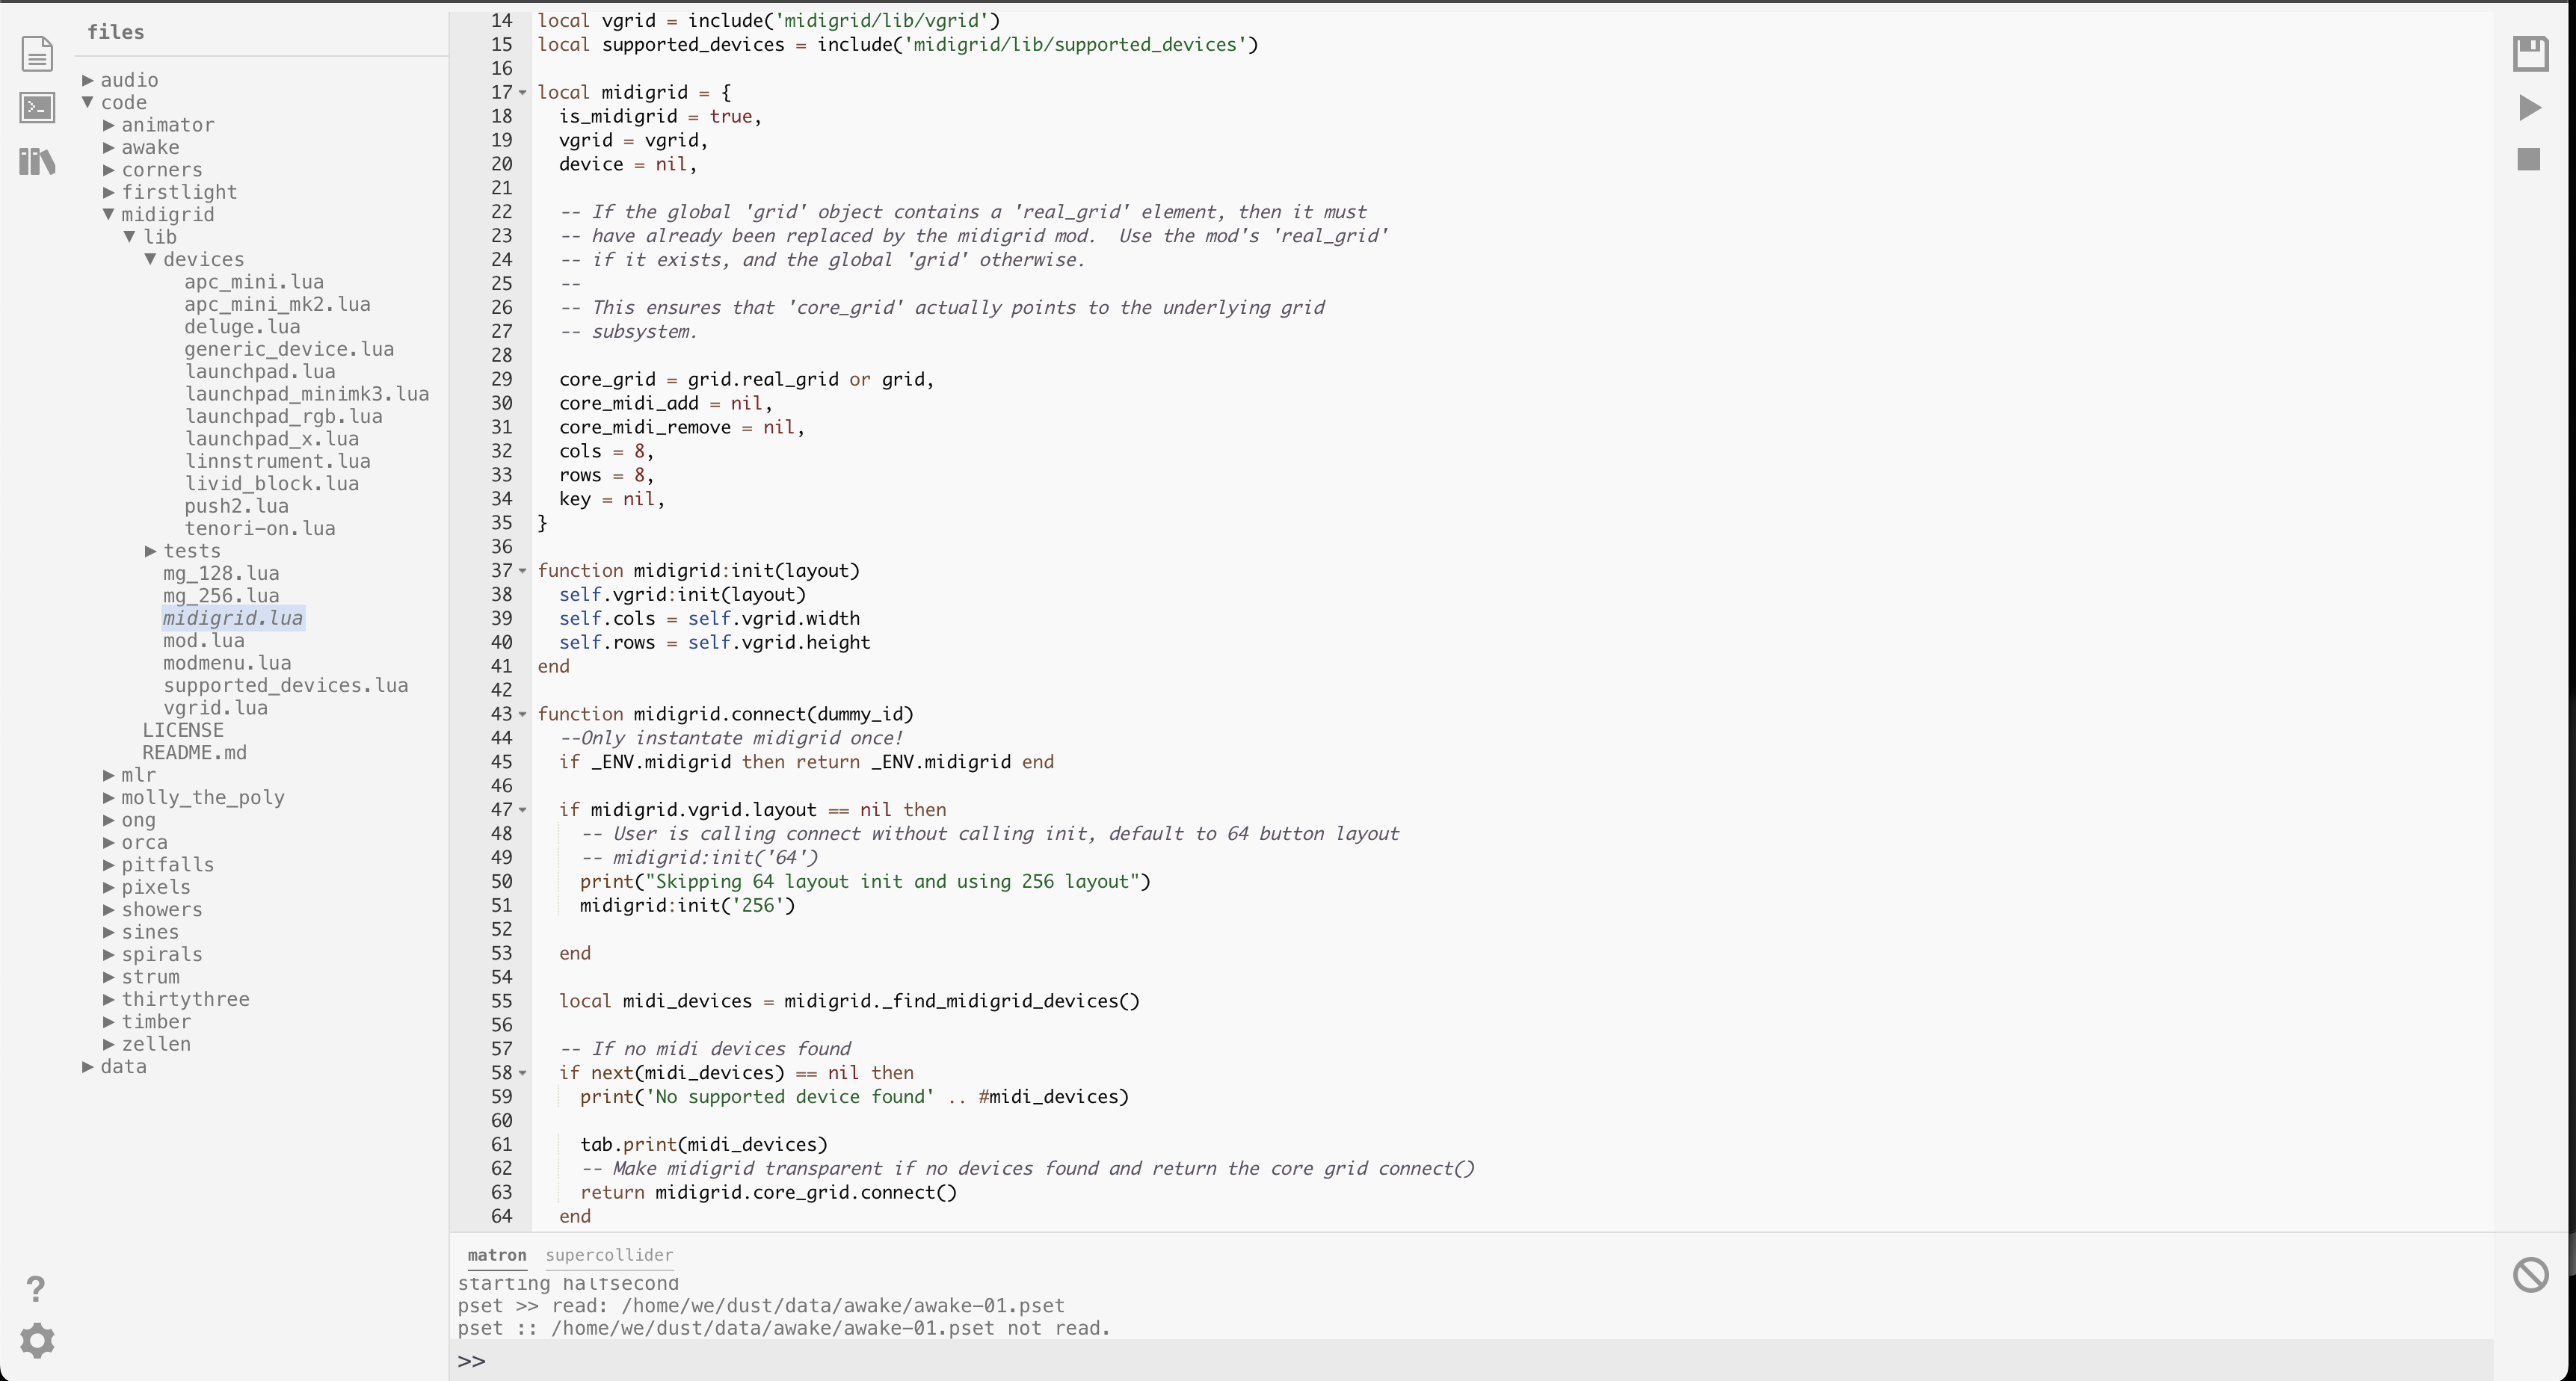 files
▶ audio
▼ code
▶ animator
▶ awake
▶ corners
▶ firstlight
▼ midigrid
▼ lib
▼ devices
apc_mini.lua
apc_mini_mk2.lua
deluge.lua
generic_device.lua
launchpad.lua
launchpad_minimk3.lua
launchpad_rgb.lua
launchpad_x.lua
linnstrument.lua
livid_block.lua
push2.lua
tenori-on.lua
▶ tests
mg_128.lua
mg_256.lua
midigrid.lua
mod.lua
modmenu.lua
supported_devices.lua
vgrid.lua
LICENSE
README.md
▶ mlr
▶ molly_the_poly
▶ ong
▶ orca
▶ pitfalls
▶ pixels
▶ showers
▶ sines
▶ spirals
▶ strum
▶ thirtythree
▶ timber
▶ zellen
▶ data
?
14 local vgrid = include('midigrid/lib/vgrid')
15 local supported_devices = include('midigrid/lib/supported_devices')
16
17 local midigrid = {
18   is_midigrid = true,
19   vgrid = vgrid,
20   device = nil,
21
22   -- If the global 'grid' object contains a 'real_grid' element, then it must
23   -- have already been replaced by the midigrid mod.  Use the mod's 'real_grid'
24   -- if it exists, and the global 'grid' otherwise.
25   --
26   -- This ensures that 'core_grid' actually points to the underlying grid
27   -- subsystem.
28
29   core_grid = grid.real_grid or grid,
30   core_midi_add = nil,
31   core_midi_remove = nil,
32   cols = 8,
33   rows = 8,
34   key = nil,
35 }
36
37 function midigrid:init(layout)
38   self.vgrid:init(layout)
39   self.cols = self.vgrid.width
40   self.rows = self.vgrid.height
41 end
42
43 function midigrid.connect(dummy_id)
44   --Only instantate midigrid once!
45   if _ENV.midigrid then return _ENV.midigrid end
46
47   if midigrid.vgrid.layout == nil then
48     -- User is calling connect without calling init, default to 64 button layout
49     -- midigrid:init('64')
50     print("Skipping 64 layout init and using 256 layout")
51     midigrid:init('256')
52
53   end
54
55   local midi_devices = midigrid._find_midigrid_devices()
56
57   -- If no midi devices found
58   if next(midi_devices) == nil then
59     print('No supported device found' .. #midi_devices)
60
61     tab.print(midi_devices)
62     -- Make midigrid transparent if no devices found and return the core grid connect()
63     return midigrid.core_grid.connect()
64   end
matron supercollider
starting halfsecond
pset >> read: /home/we/dust/data/awake/awake-01.pset
pset :: /home/we/dust/data/awake/awake-01.pset not read.
>>